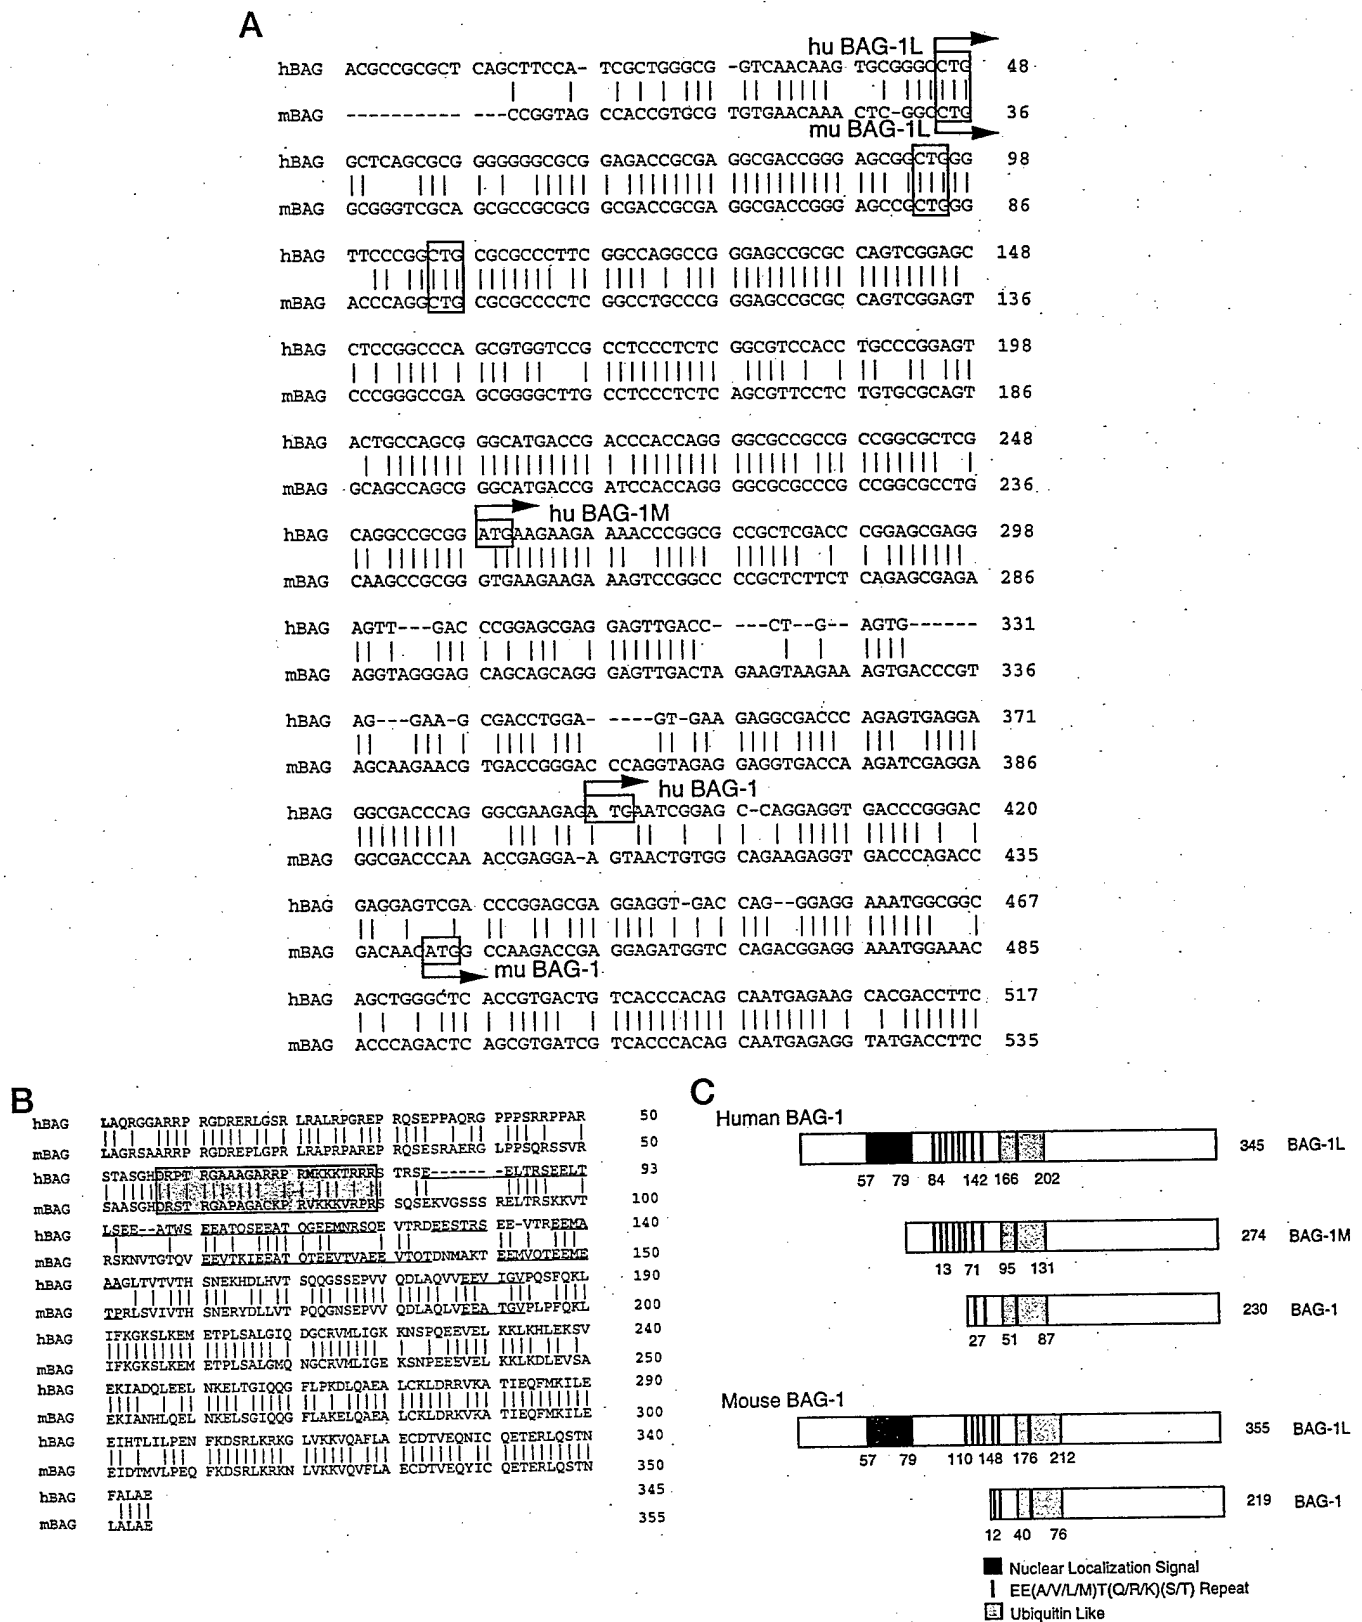 A
hu BAG-1L
hBAG ACGCCGCGCT CAGCTTCCA- TCGCTGGGCG -GTCAACAAG TGCGGGCCTG 48
mBAG ---------- ---CCGGTAG CCACCGTGCG TGTGAACAAA CTC-GGCCTG 36
mu BAG-1L
hBAG GCTCAGCGCG GGGGGGCGCG GAGACCGCGA GGCGACCGGG AGCGGCTGGG 98
mBAG GCGGGTCGCA GCGCCGCGCG GCGACCGCGA GGCGACCGGG AGCCGCTGGG 86
hBAG TTCCCGGCTG CGCGCCCTTC GGCCAGGCCG GGAGCCGCGC CAGTCGGAGC 148
mBAG ACCCAGGCTG CGCGCCCCTC GGCCTGCCCG GGAGCCGCGC CAGTCGGAGT 136
hBAG CTCCGGCCCA GCGTGGTCCG CCTCCCTCTC GGCGTCCACC TGCCCGGAGT 198
mBAG CCCGGGCCGA GCGGGGCTTG CCTCCCTCTC AGCGTTCCTC TGTGCGCAGT 186
hBAG ACTGCCAGCG GGCATGACCG ACCCACCAGG GGCGCCGCCG CCGGCGCTCG 248
mBAG GCAGCCAGCG GGCATGACCG ATCCACCAGG GGCGCGCCCG CCGGCGCCTG 236
hu BAG-1M
hBAG CAGGCCGCGG ATGAAGAAGA AAACCCGGCG CCGCTCGACC CGGAGCGAGG 298
mBAG CAAGCCGCGG GTGAAGAAGA AAGTCCGGCC CCGCTCTTCT CAGAGCGAGA 286
hBAG AGTT---GAC CCGGAGCGAG GAGTTGACC- ---CT--G-- AGTG------ 331
mBAG AGGTAGGGAG CAGCAGCAGG GAGTTGACTA GAAGTAAGAA AGTGACCCGT 336
hBAG AG---GAA-G CGACCTGGA- ----GT-GAA GAGGCGACCC AGAGTGAGGA 371
mBAG AGCAAGAACG TGACCGGGAC CCAGGTAGAG GAGGTGACCA AGATCGAGGA 386
hu BAG-1
hBAG GGCGACCCAG GGCGAAGAGA TGAATCGGAG C-CAGGAGGT GACCCGGGAC 420
mBAG GGCGACCCAA ACCGAGGA-A GTAACTGTGG CAGAAGAGGT GACCCAGACC 435
hBAG GAGGAGTCGA CCCGGAGCGA GGAGGT-GAC CAG--GGAGG AAATGGCGGC 467
mBAG GACAACATGG CCAAGACCGA GGAGATGGTC CAGACGGAGG AAATGGAAAC 485
mu BAG-1
hBAG AGCTGGGCTC ACCGTGACTG TCACCCACAG CAATGAGAAG CACGACCTTC 517
mBAG ACCCAGACTC AGCGTGATCG TCACCCACAG CAATGAGAGG TATGACCTTC 535
B
hBAG LAQRGGARRP RGDRERLGSR LRALRPGREP RQSEPPAQRG PPPSRRPPAR 50
mBAG LAGRSAARRP RGDREPLGPR LRAPRPAREP RQSESRAERG LPPSQRSSVR 50
hBAG STASGHDRPT RGAAAGARRP RMKKKTRRRS STRSE----- -ELTRSEELT 93
mBAG SAASGHDRST RGAPAGACKP RVKKKVRPRS SQSEKVGSSS RELTRSKKVT 100
hBAG LSEE--ATWS EEATQSEEAT QGEEMNRSQE VTRDEESTRS EE-VTREEMA 140
mBAG RSKNVTGTQV EEVTKIEEAT QTEEVTVAEE VTQTDNMAKT EEMVQTEEME 150
hBAG AAGLTVTVTH SNEKHDLHVT SQQGSSEPVV QDLAQVVEEV IGVPQSFQKL 190
mBAG TPRLSVIVTH SNERYDLLVT PQQGNSEPVV QDLAQLVEEA TGVPLPFQKL 200
hBAG IFKGKSLKEM ETPLSALGIQ DGCRVMLIGK KNSPQEEVEL KKLKHLEKSV 240
mBAG IFKGKSLKEM ETPLSALGMQ NGCRVMLIGE KSNPEEEVEL KKLKDLEVSA 250
hBAG EKIADQLEEL NKELTGIQQG FLPKDLQAEA LCKLDRRVKA TIEQFMKILE 290
mBAG EKIANHLQEL NKELSGIQQG FLAKELQAEA LCKLDRKVKA TIEQFMKILE 300
hBAG EIHTLILPEN FKDSRLKRKG LVKKVQAFLA ECDTVEQNIC QETERLQSTN 340
mBAG EIDTMVLPEQ FKDSRLKRKN LVKKVQVFLA ECDTVEQYIC QETERLQSTN 350
hBAG FALAE 345
mBAG LALAE 355
C
Human BAG-1
345 BAG-1L
57 79 84 142 166 202
274 BAG-1M
13 71 95 131
230 BAG-1
27 51 87
Mouse BAG-1
355 BAG-1L
57 79 110 148 176 212
219 BAG-1
12 40 76
Nuclear Localization Signal
EE(A/V/L/M)T(Q/R/K)(S/T) Repeat
Ubiquitin Like